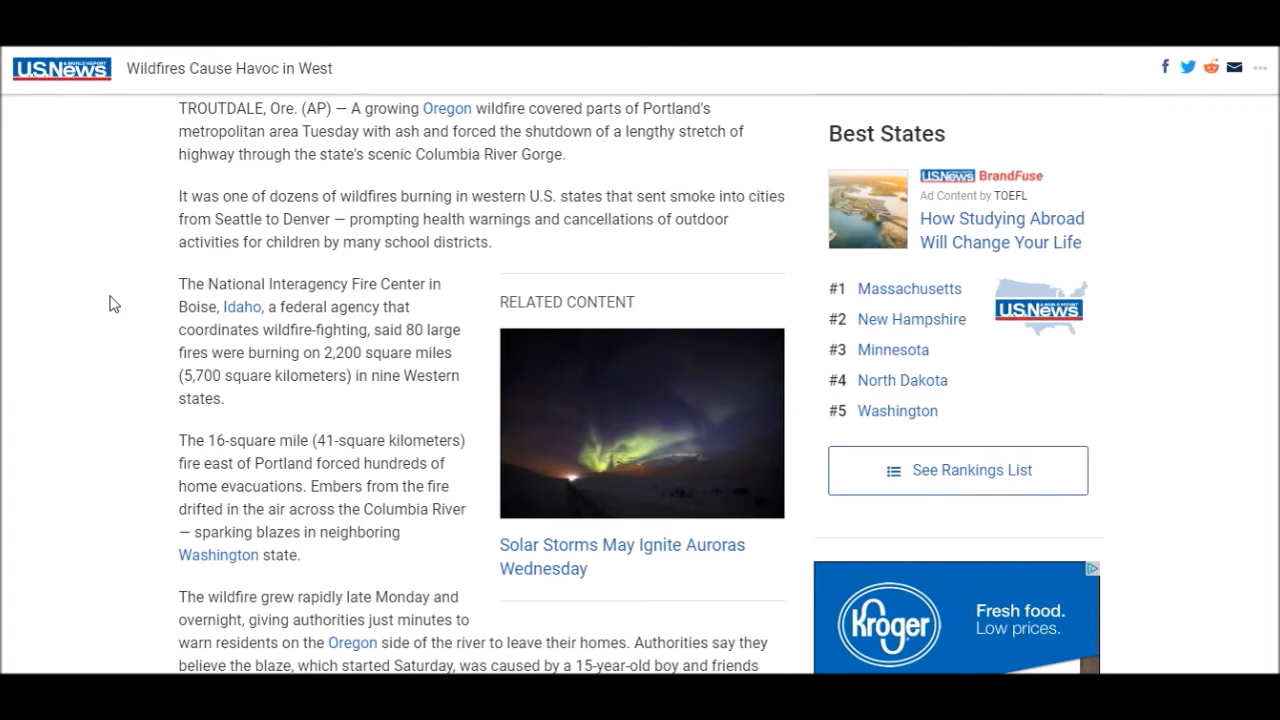 U.S.News
& WORLD REPORT
Wildfires Cause Havoc in West
TROUTDALE, Ore. (AP) — A growing Oregon wildfire covered parts of Portland's
metropolitan area Tuesday with ash and forced the shutdown of a lengthy stretch of
highway through the state's scenic Columbia River Gorge.
It was one of dozens of wildfires burning in western U.S. states that sent smoke into cities
from Seattle to Denver — prompting health warnings and cancellations of outdoor
activities for children by many school districts.
The National Interagency Fire Center in
Boise, Idaho, a federal agency that
coordinates wildfire-fighting, said 80 large
fires were burning on 2,200 square miles
(5,700 square kilometers) in nine Western
states.
The 16-square mile (41-square kilometers)
fire east of Portland forced hundreds of
home evacuations. Embers from the fire
drifted in the air across the Columbia River
— sparking blazes in neighboring
Washington state.
The wildfire grew rapidly late Monday and
overnight, giving authorities just minutes to
warn residents on the Oregon side of the river to leave their homes. Authorities say they
believe the blaze, which started Saturday, was caused by a 15-year-old boy and friends
RELATED CONTENT
Solar Storms May Ignite Auroras
Wednesday
Best States
U.S.News BrandFuse
Ad Content by TOEFL
How Studying Abroad
Will Change Your Life
#1 Massachusetts
#2 New Hampshire
#3 Minnesota
#4 North Dakota
#5 Washington
U.S.News
See Rankings List
Kroger
Fresh food.
Low prices.